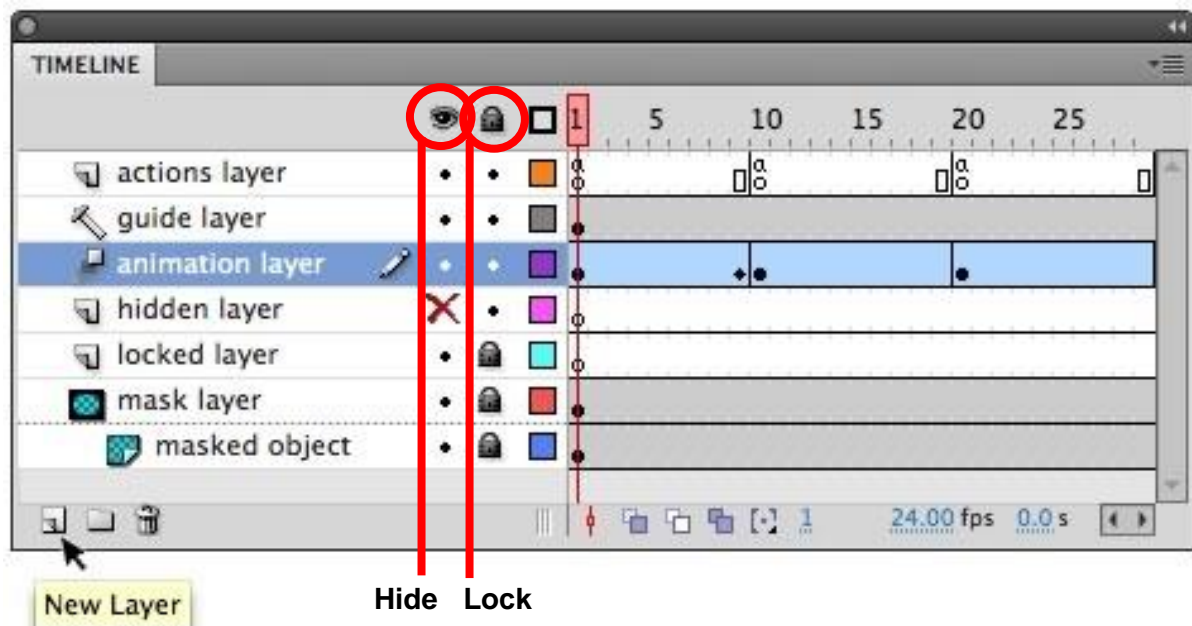 TIMELINE
1 5 10 15 20 25
actions layer
a a a
guide layer
animation layer
hidden layer
locked layer
mask layer
masked object
1 24.00 fps 0.0 s
New Layer
Hide Lock